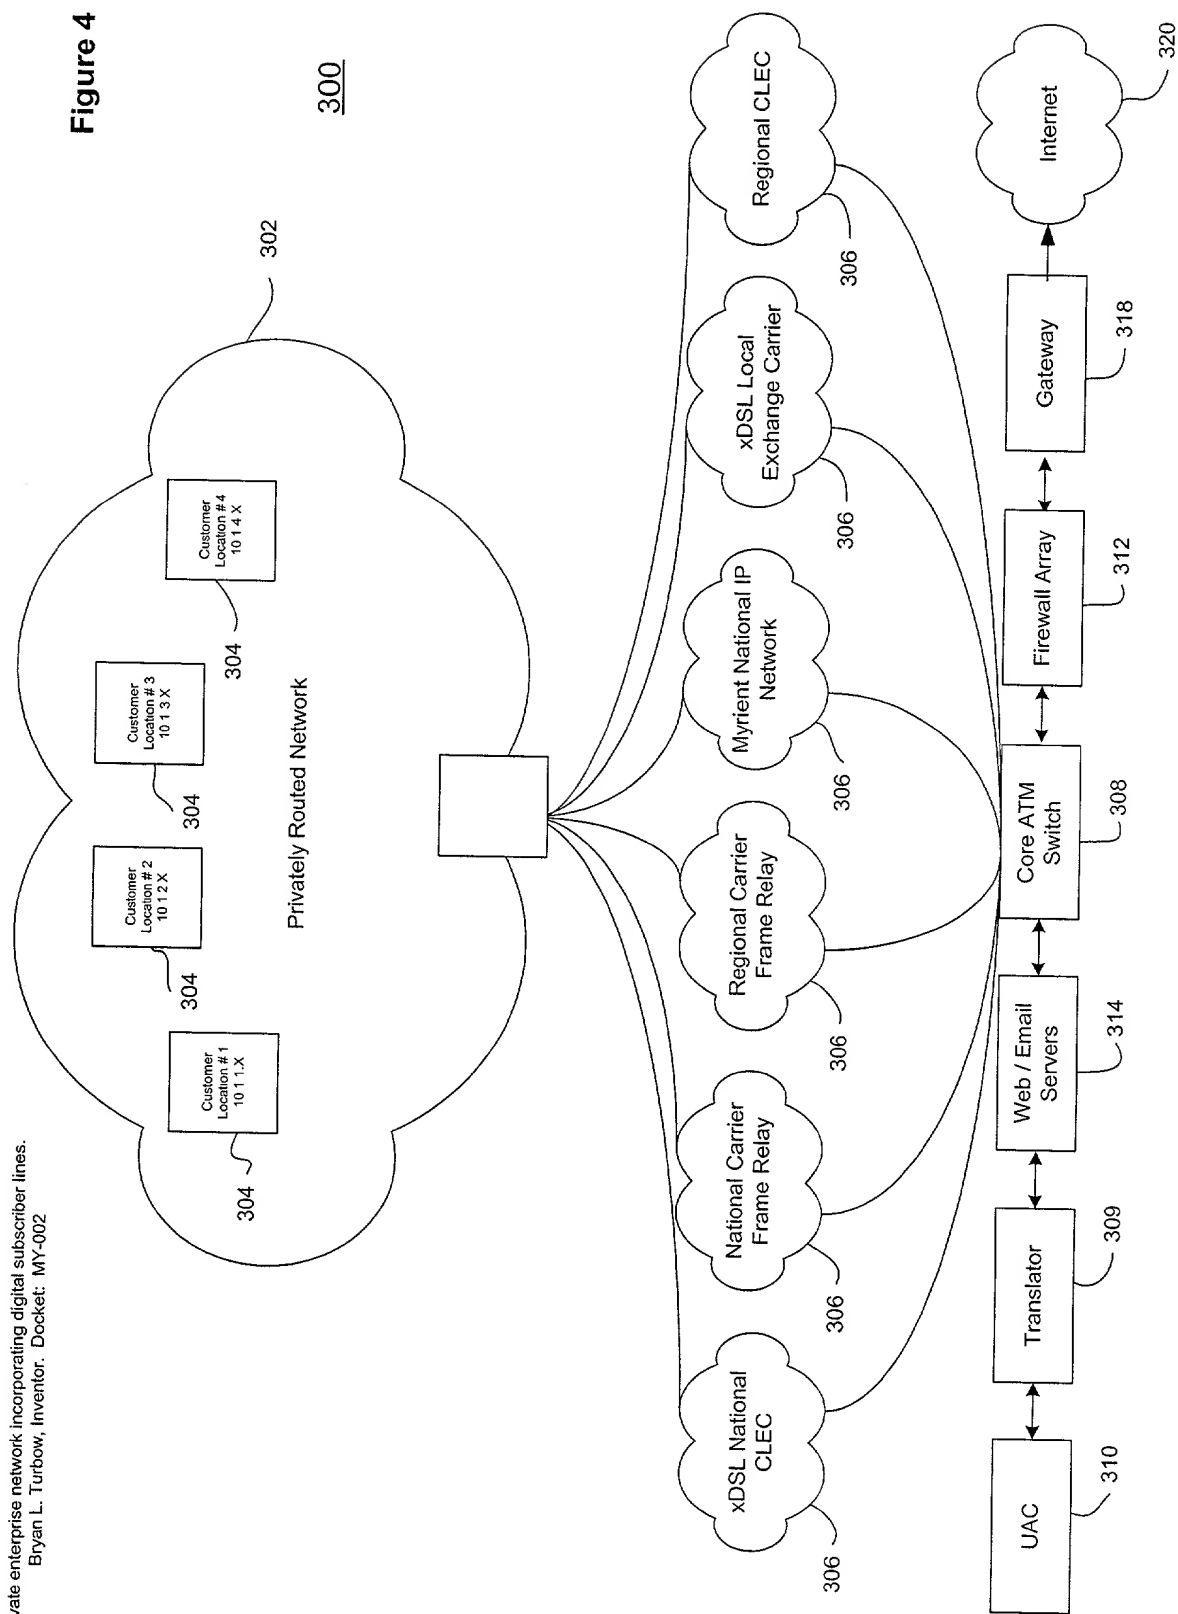 vate enterprise network incorporating digital subscriber lines.
Bryan L. Turbow, Inventor. Docket: MY-002
Figure 4
300
302
Customer
Location # 1
10 1 1.X
304
Customer
Location # 2
10 1 2 X
304
Customer
Location # 3
10 1 3 X
304
Customer
Location # 4
10 1 4 X
304
Privately Routed Network
xDSL National
CLEC
306
National Carrier
Frame Relay
306
Regional Carrier
Frame Relay
306
Myrient National IP
Network
306
xDSL Local
Exchange Carrier
306
Regional CLEC
306
UAC
310
Translator
309
Web / Email
Servers
314
Core ATM
Switch
308
Firewall Array
312
Gateway
318
Internet
320